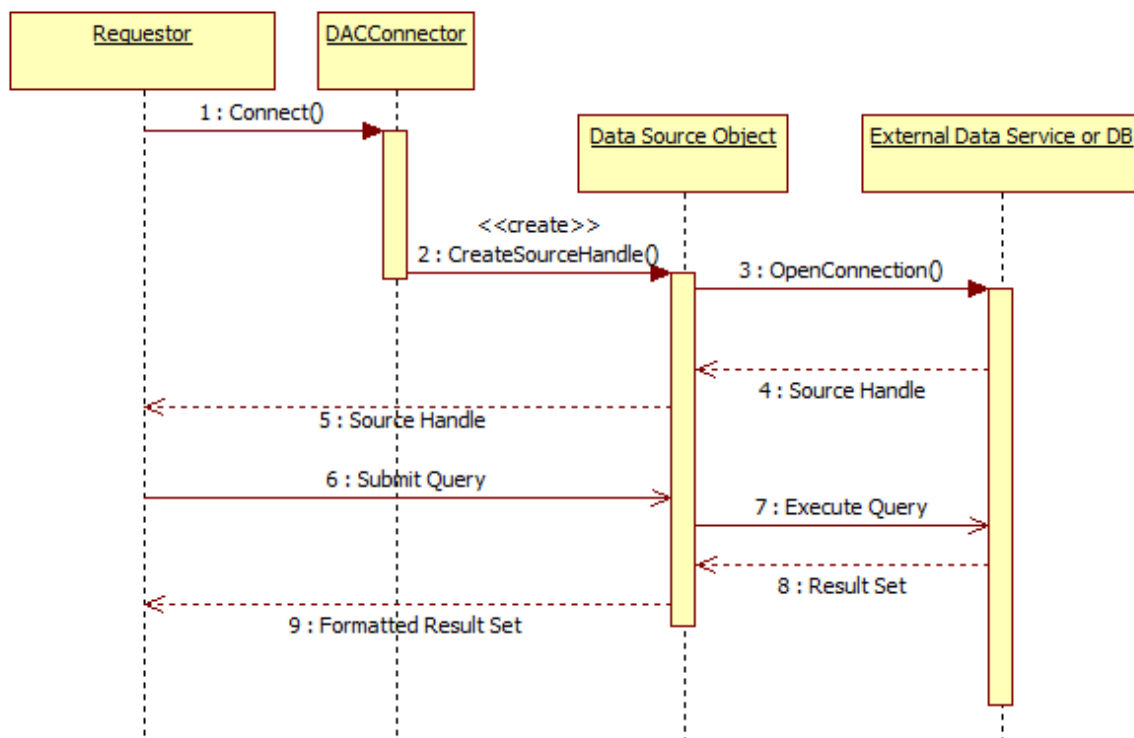 Requestor
DACConnector
1 : Connect()
Data Source Object
External Data Service or DB
<<create>>
2 : CreateSourceHandle()
3 : OpenConnection()
4 : Source Handle
5 : Source Handle
6 : Submit Query
7 : Execute Query
8 : Result Set
9 : Formatted Result Set